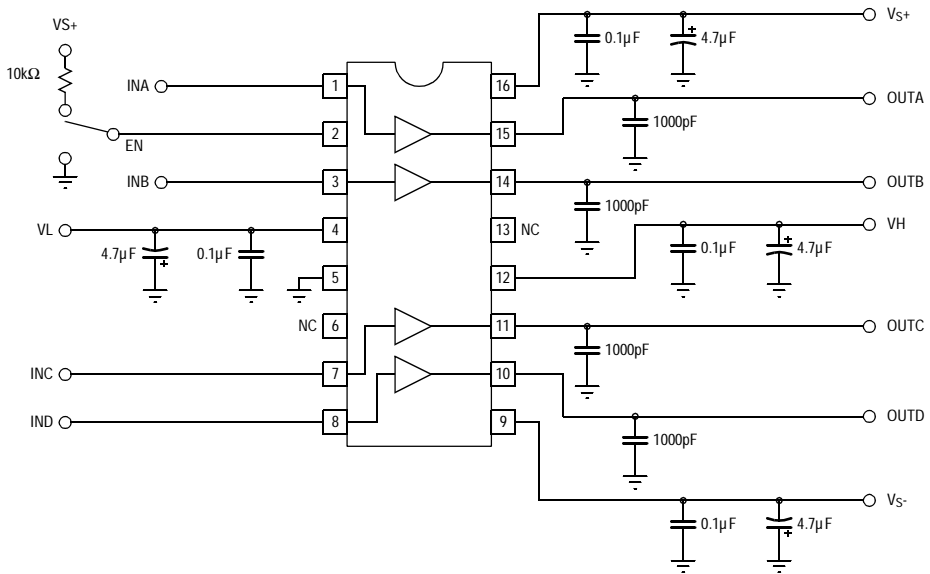 VS+
10kΩ
EN
INA
INB
VL
4.7µF
+
0.1µF
NC
INC
IND
1
2
3
4
5
6
7
8
16
15
14
13 NC
12
11
10
9
0.1µF
+
4.7µF
VS+
1000pF
OUTA
1000pF
OUTB
0.1µF
+
4.7µF
VH
1000pF
OUTC
1000pF
OUTD
0.1µF
4.7µF
+
VS-